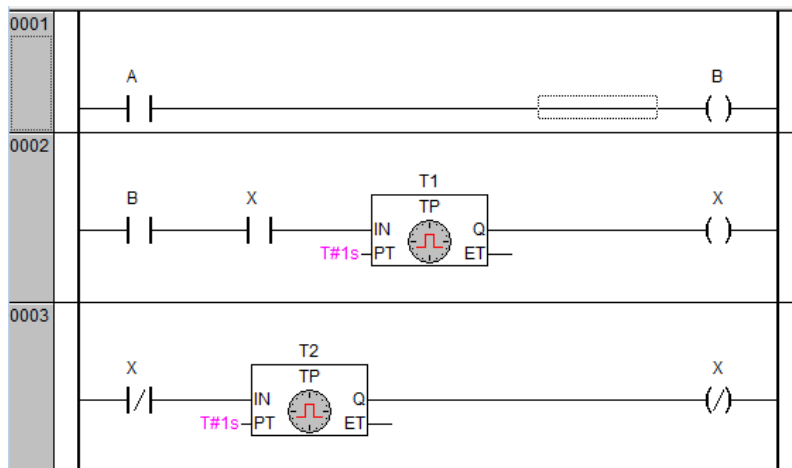 0001
A B
0002
T1
B X TP X
IN Q
T#1s PT ET
0003
T2
X TP X
IN Q
T#1s PT ET